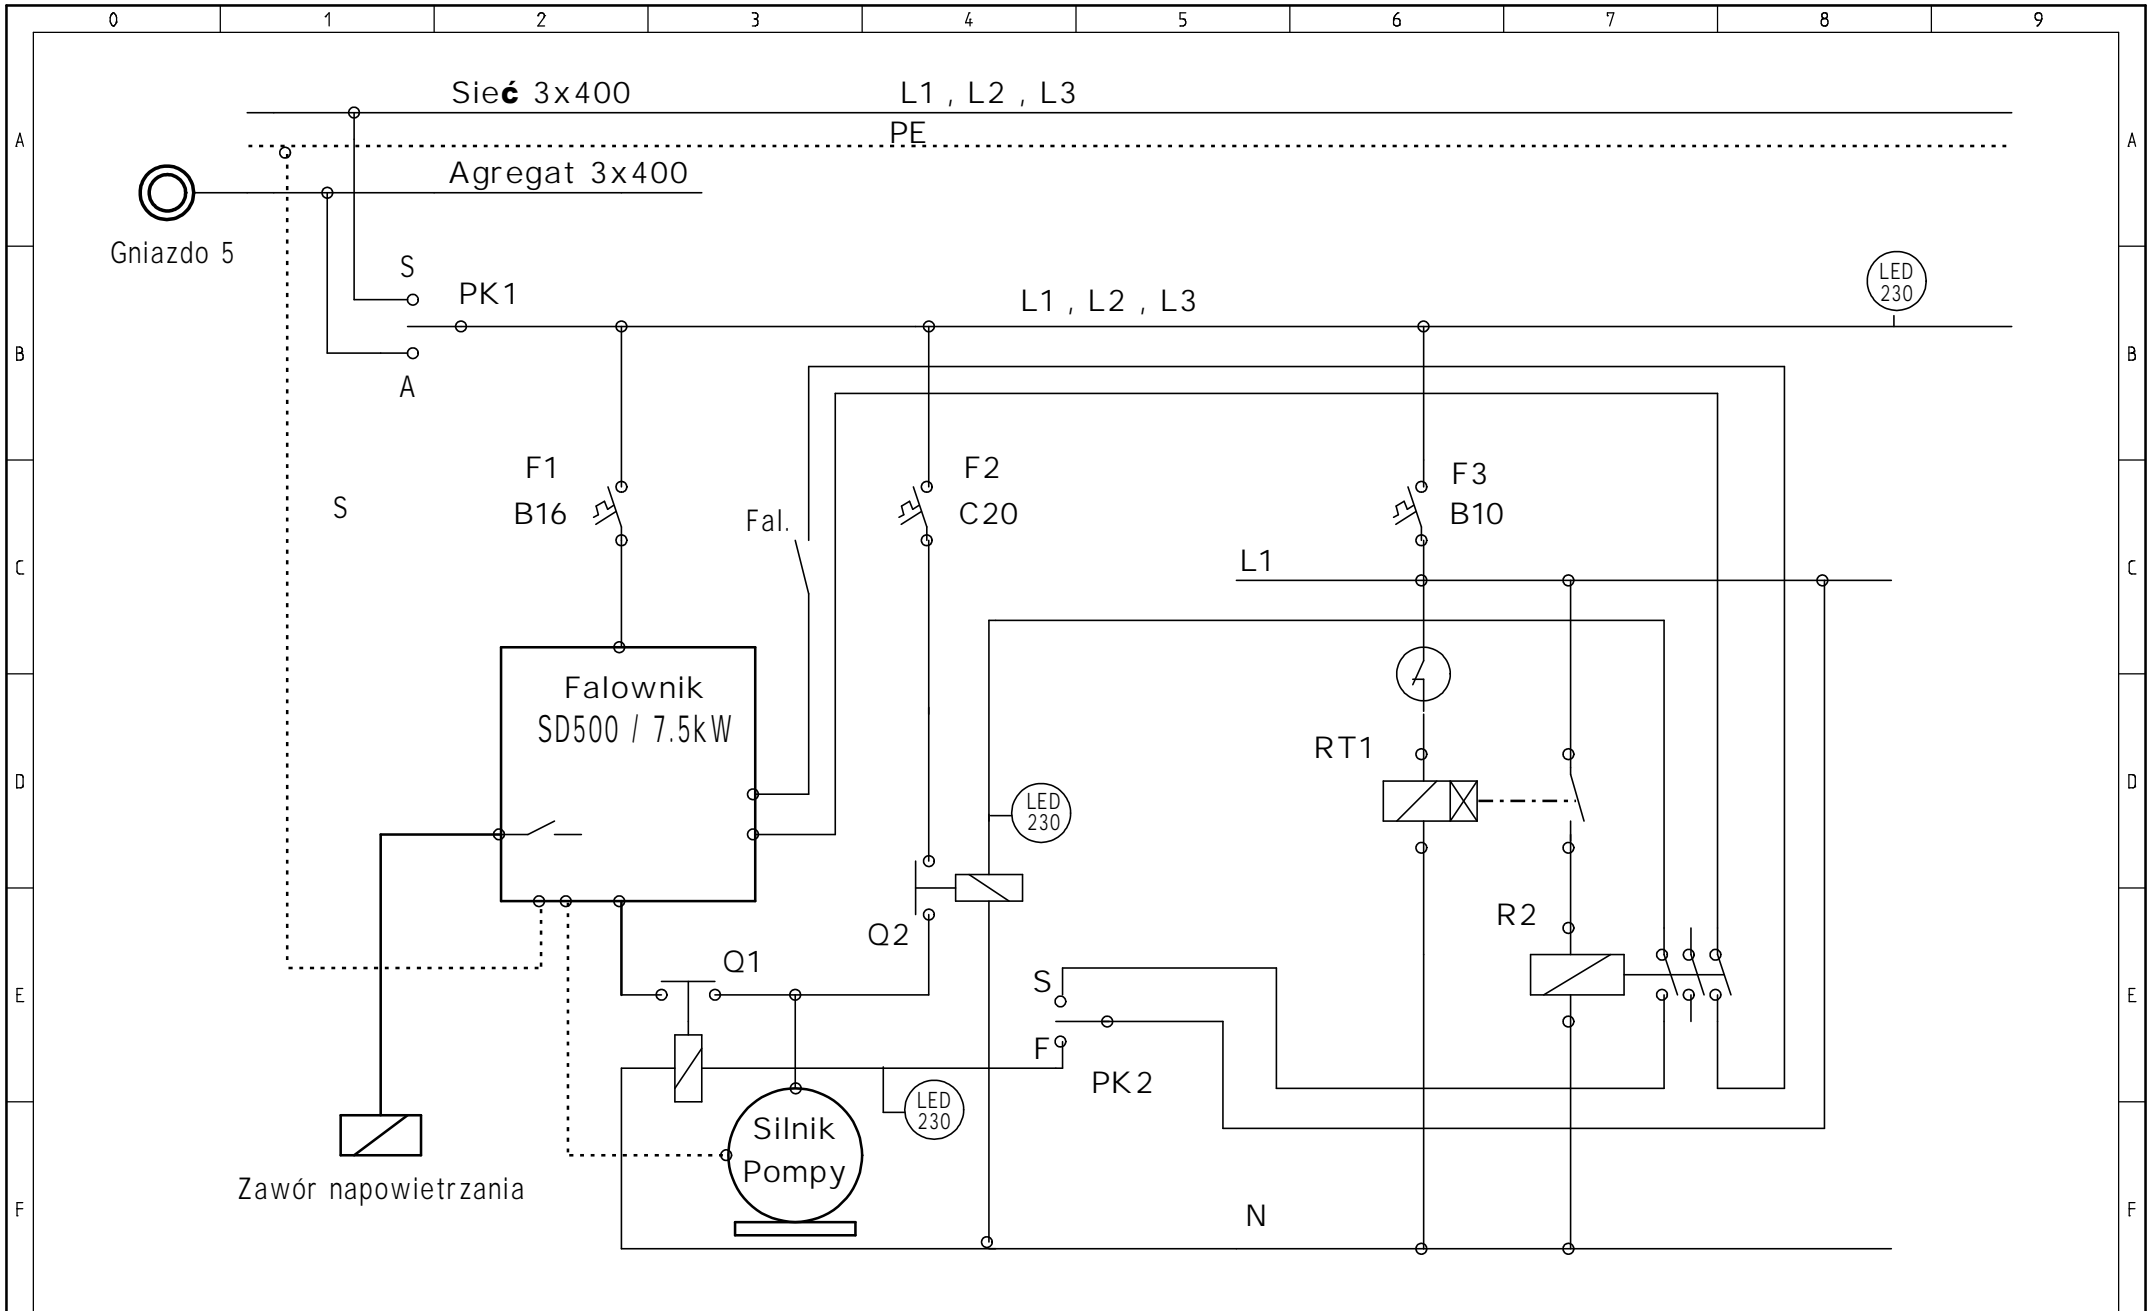 0 1 2 3 4 5 6 7 8 9
Sieć 3x400 L1 , L2 , L3
A PE A
Agregat 3x400
Gniazdo 5
S
LED
230
PK1
L1 , L2 , L3
B B
A
F1 F2 F3
S B16 Fal. C20 B10
L1
C C
Falownik
SD500 / 7.5kW
RT1
D D
LED
230
R2
Q2
Q1
S
E E
F
PK2
LED
230
Silnik
Pompy
Zawór napowietrzania
N
F F